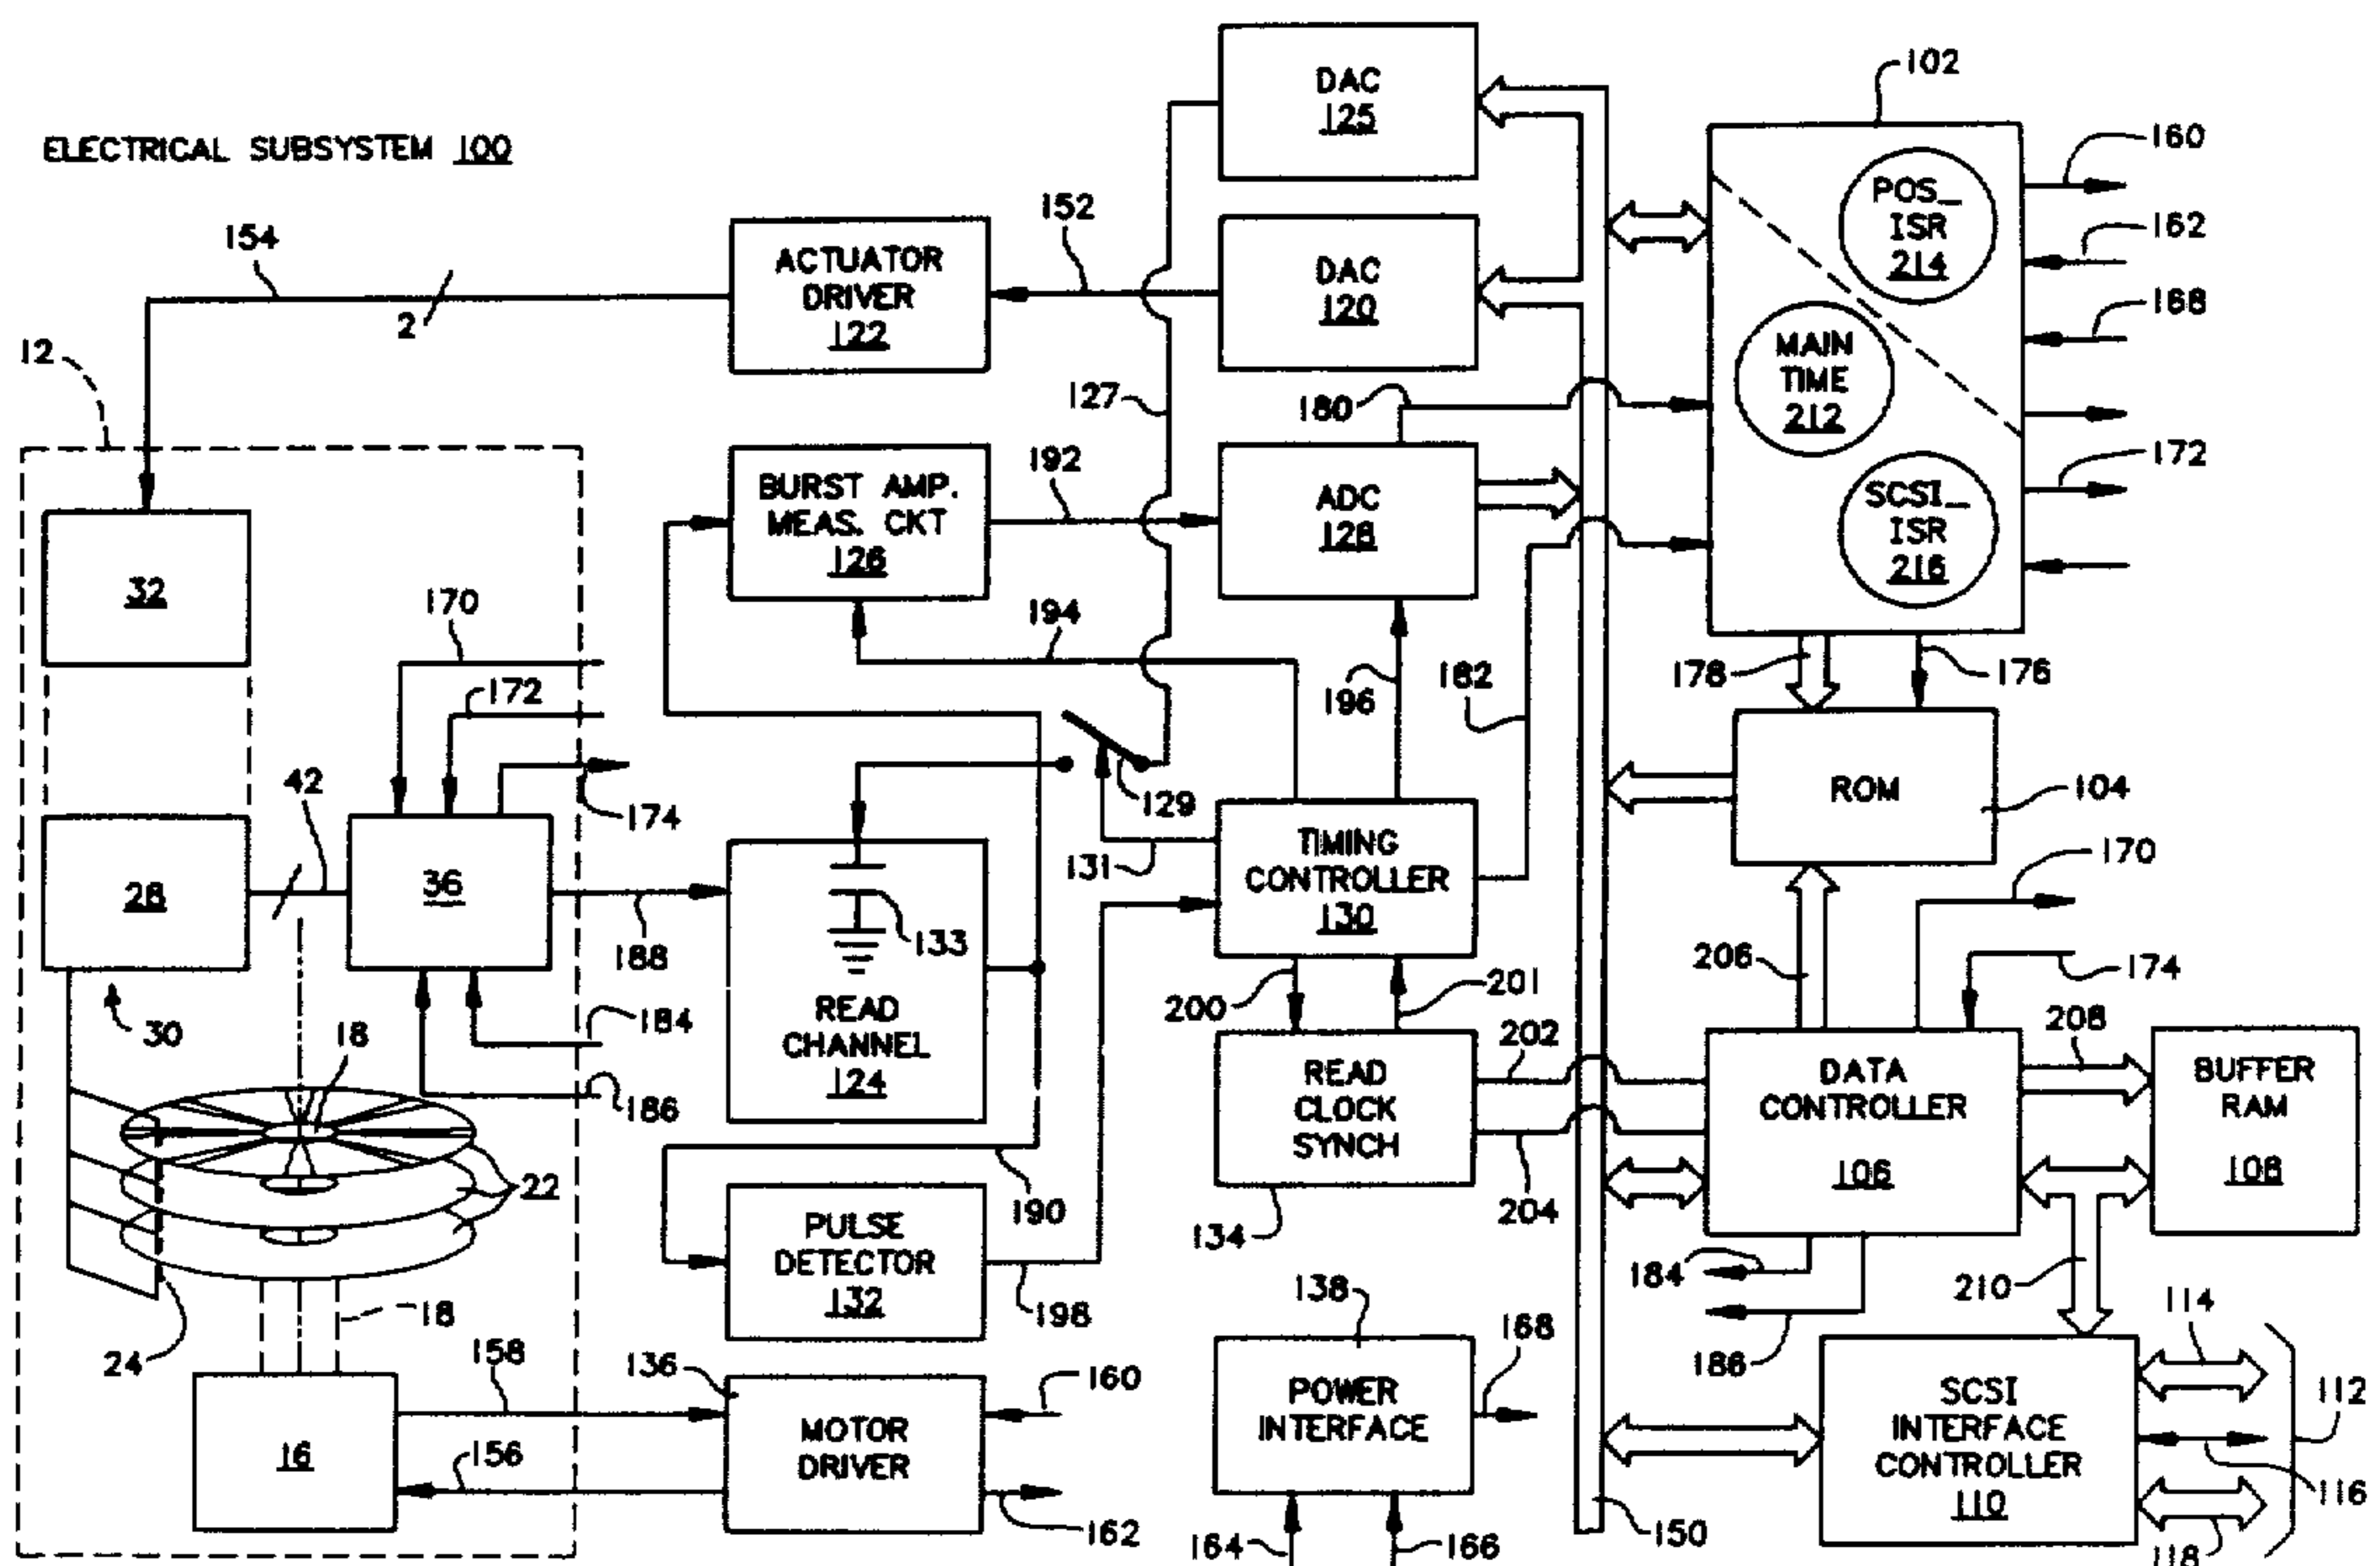 ELECTRICAL SUBSYSTEM 100
102
DAC
125
160
POS_
ISR
214
162
152
154
ACTUATOR
DRIVER
122
DAC
120
168
2
12
MAIN
TIME
212
127
180
172
BURST AMP.
MEAS. CKT
126
192
ADC
128
SCSI_
ISR
216
32
170
194
196
182
178
176
172
42
174
129
ROM
104
131
TIMING
CONTROLLER
130
170
28
36
188
133
READ
CHANNEL
124
206
174
30
184
18
200
201
208
186
READ
CLOCK
SYNCH
202
DATA
CONTROLLER
106
BUFFER
RAM
108
22
190
204
134
PULSE
DETECTOR
132
198
184
210
138
18
24
186
114
158
136
160
168
112
POWER
INTERFACE
SCSI
INTERFACE
CONTROLLER
110
16
156
MOTOR
DRIVER
162
116
150
164
166
118